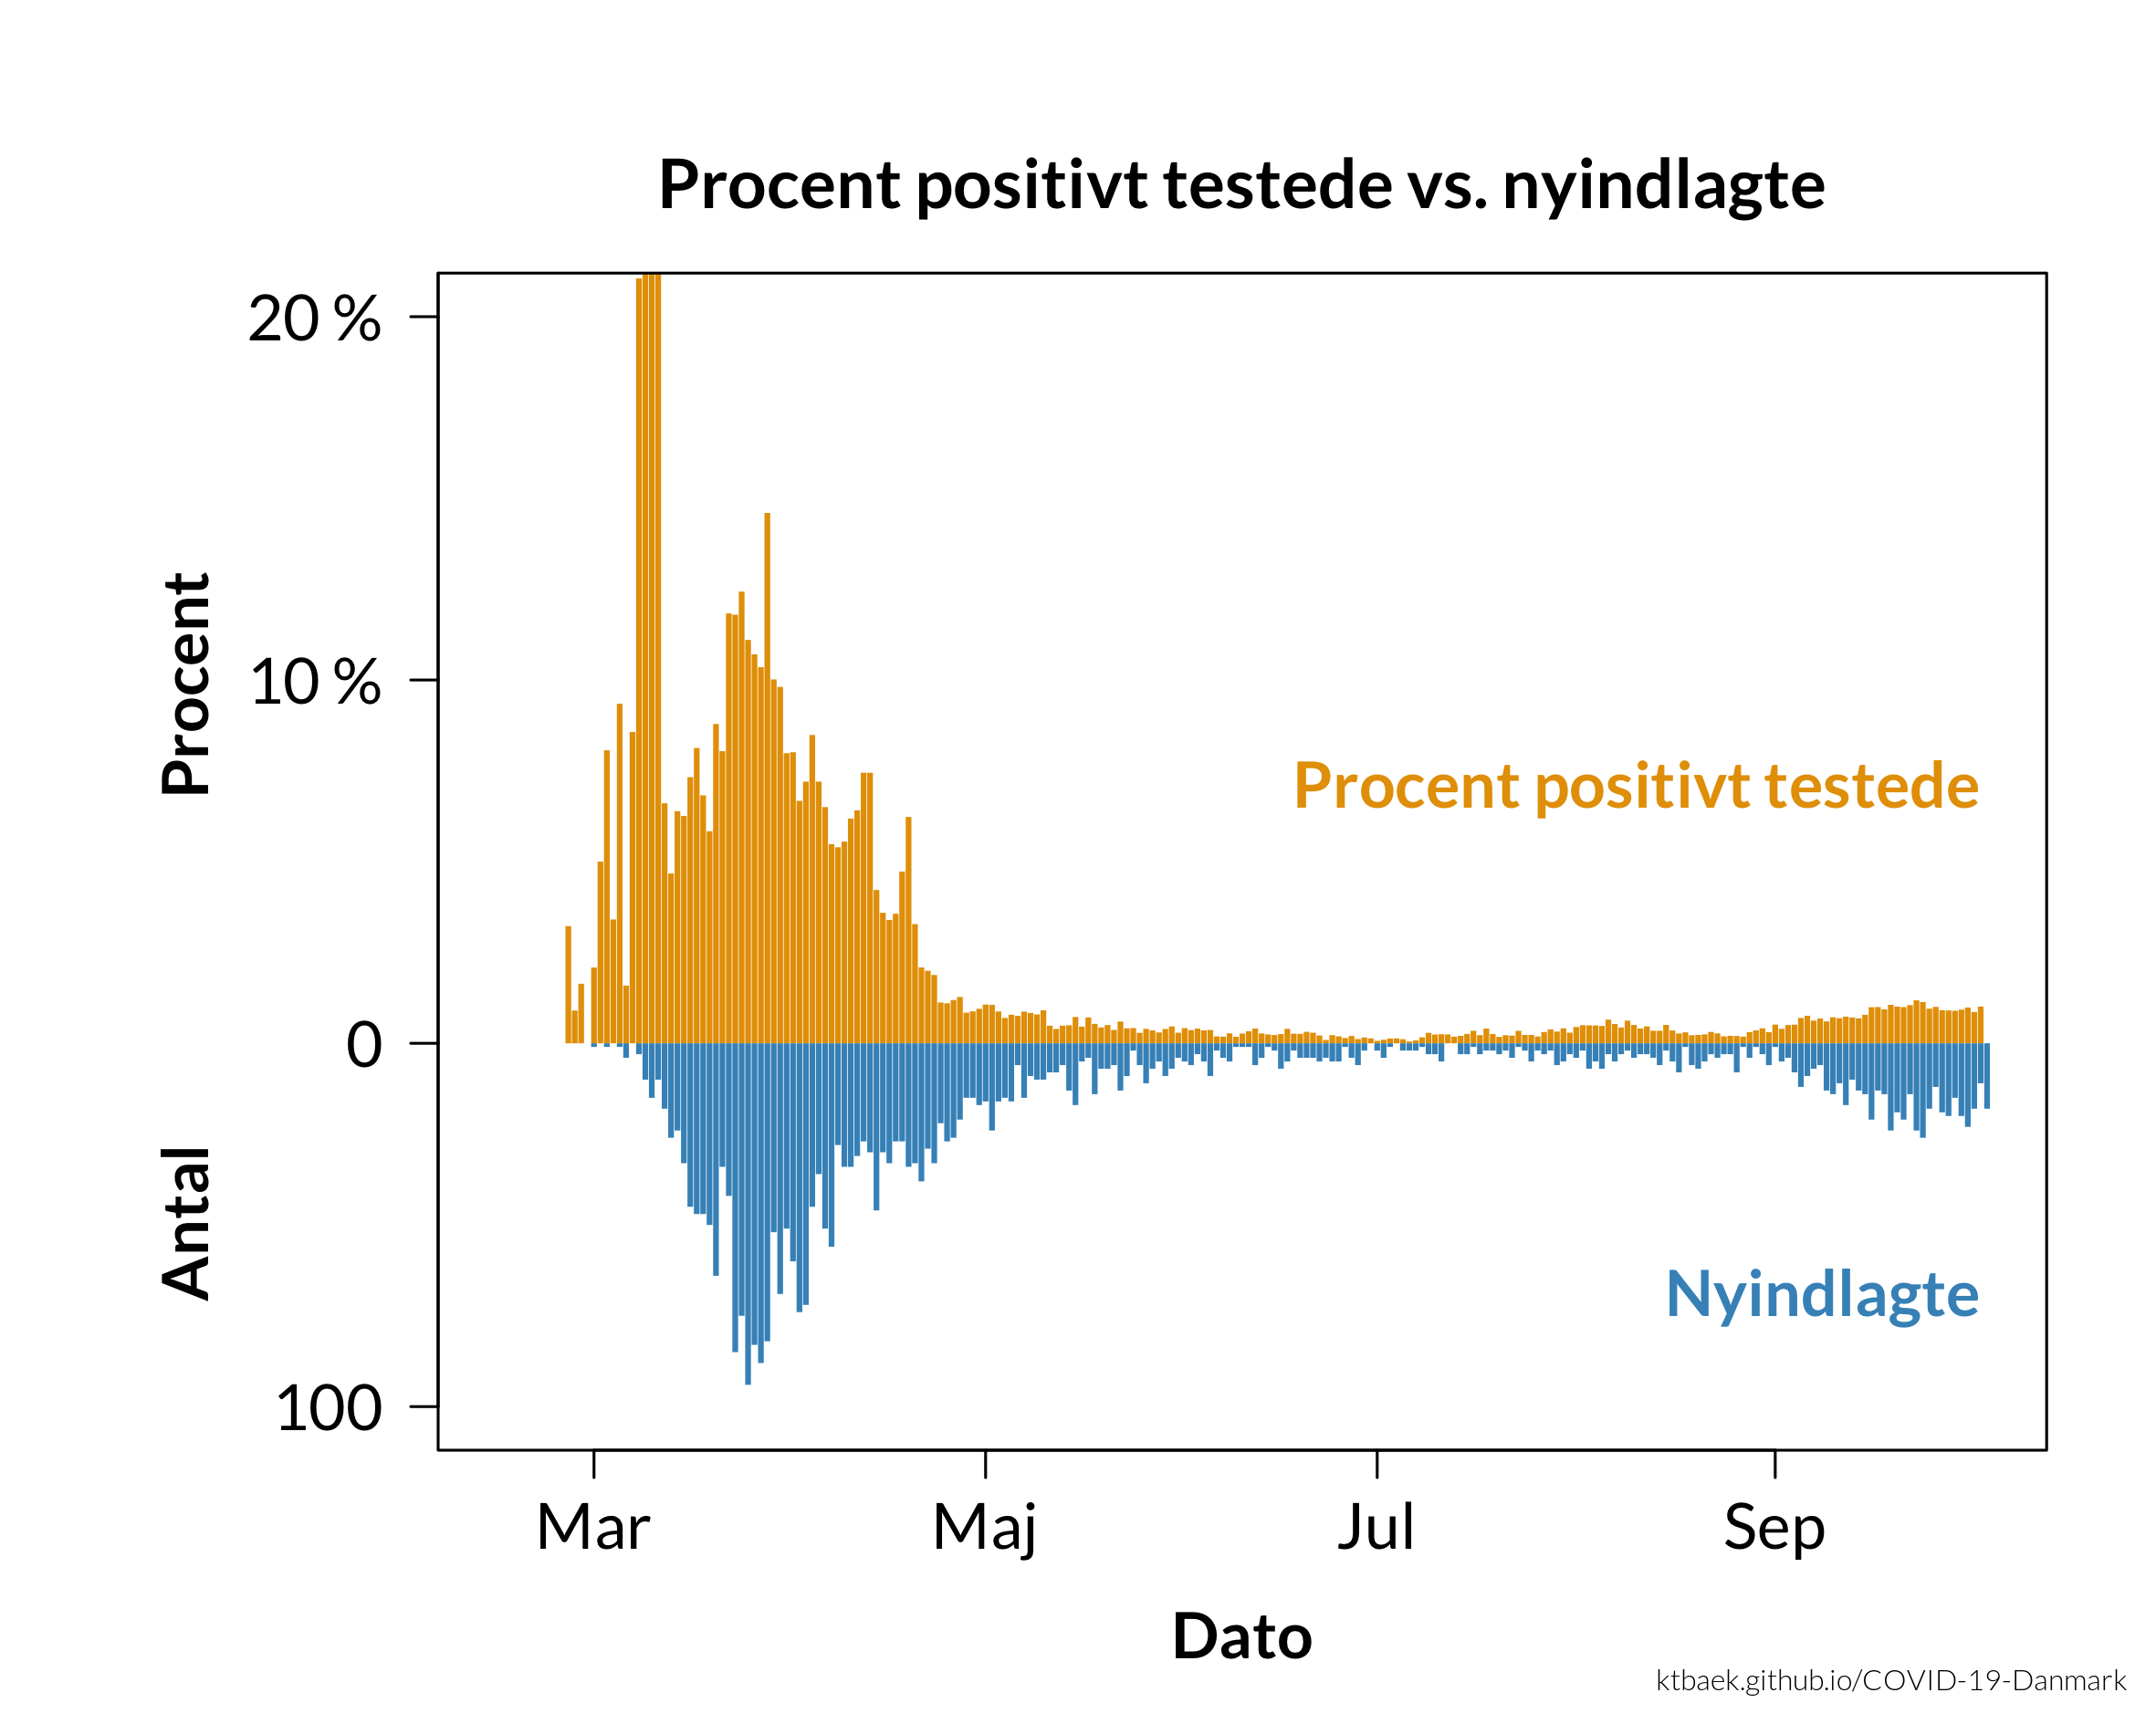 Procent positivt testede vs. nyindlagte
20 %
10 %
0
100
Procent
Antal
Procent positivt testede
Nyindlagte
Mar
Maj
Jul
Sep
Dato
ktbaek.github.io/COVID-19-Danmark